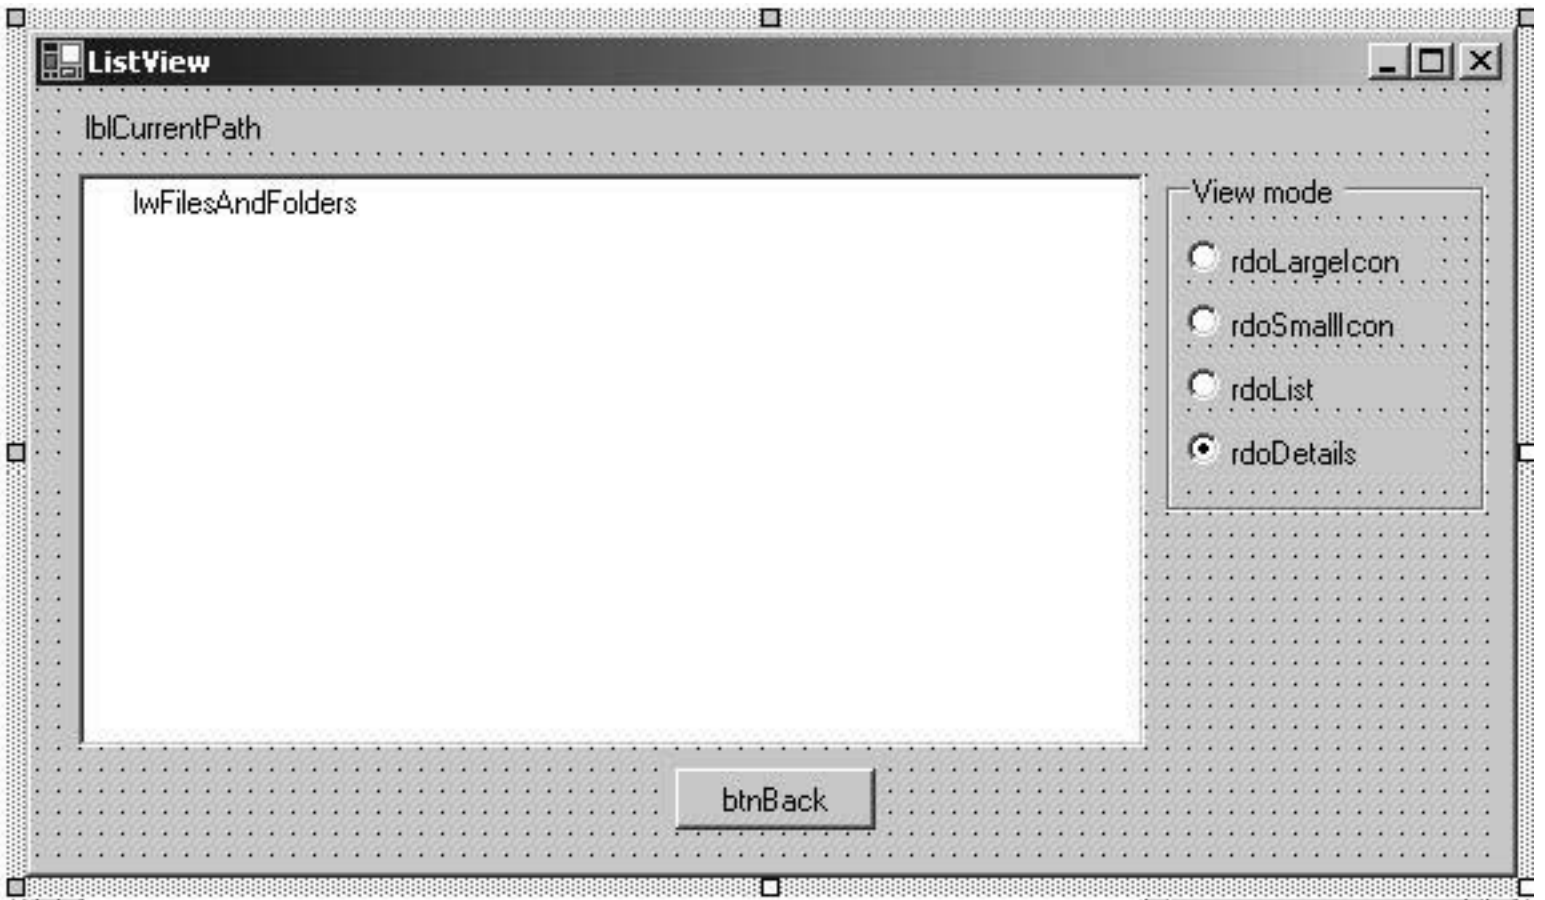 ListView
lblCurrentPath
lwFilesAndFolders
View mode
rdoLargeIcon
rdoSmallIcon
rdoList
rdoDetails
btnBack